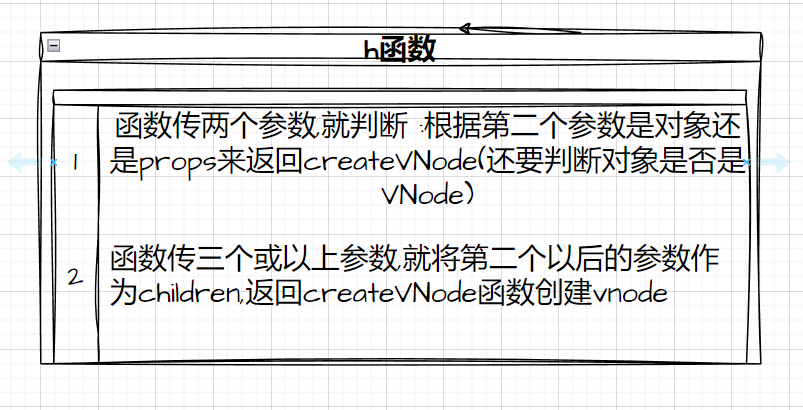 h函数
1
函数传两个参数,就判断 :根据第二个参数是对象还
是props来返回createVNode(还要判断对象是否是
VNode)
2
函数传三个或以上参数,就将第二个以后的参数作
为children,返回createVNode函数创建vnode